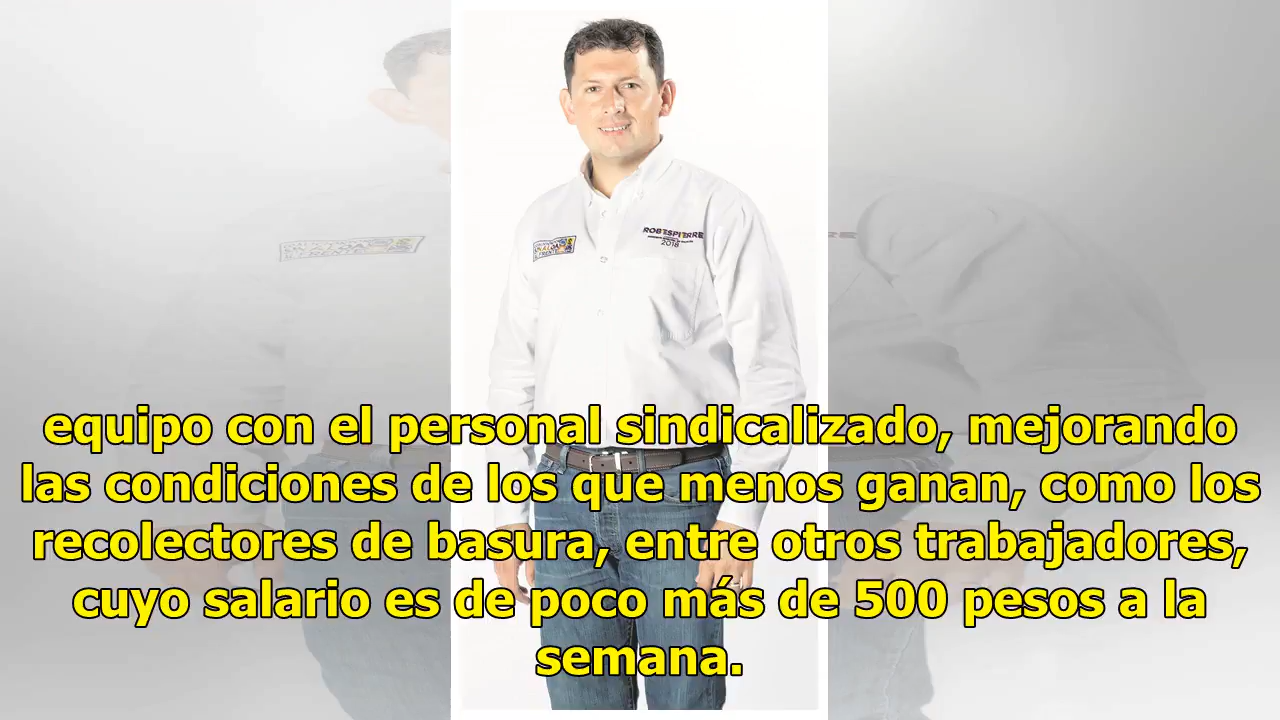 ROBESPIERRE
2018
equipo con el personal sindicalizado, mejorando
las condiciones de los que menos ganan, como los
recolectores de basura, entre otros trabajadores,
cuyo salario es de poco más de 500 pesos a la
semana.